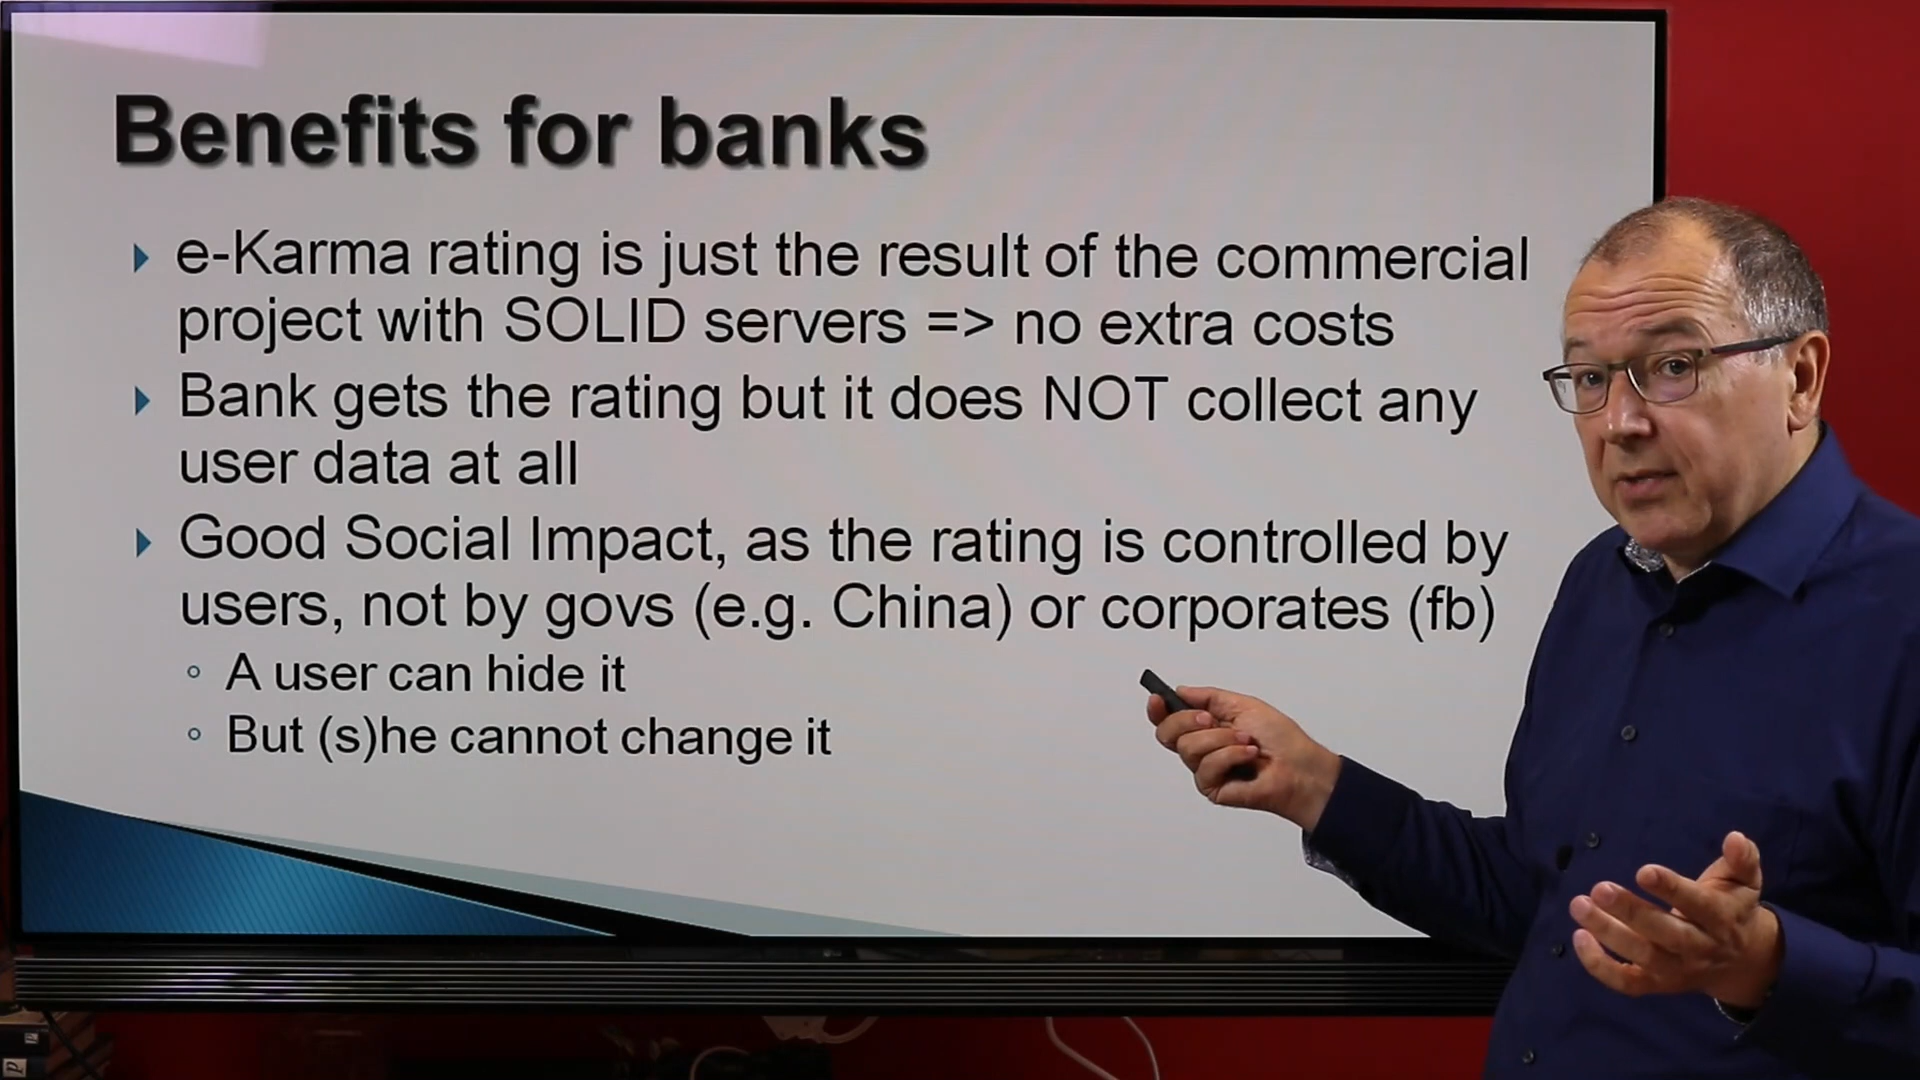 Benefits for banks
e-Karma rating is just the result of the commercial
project with SOLID servers => no extra costs
Bank gets the rating but it does NOT collect any
user data at all
Good Social Impact, as the rating is controlled by
users, not by govs (e.g. China) or corporates (fb)
A user can hide it
But (s)he cannot change it